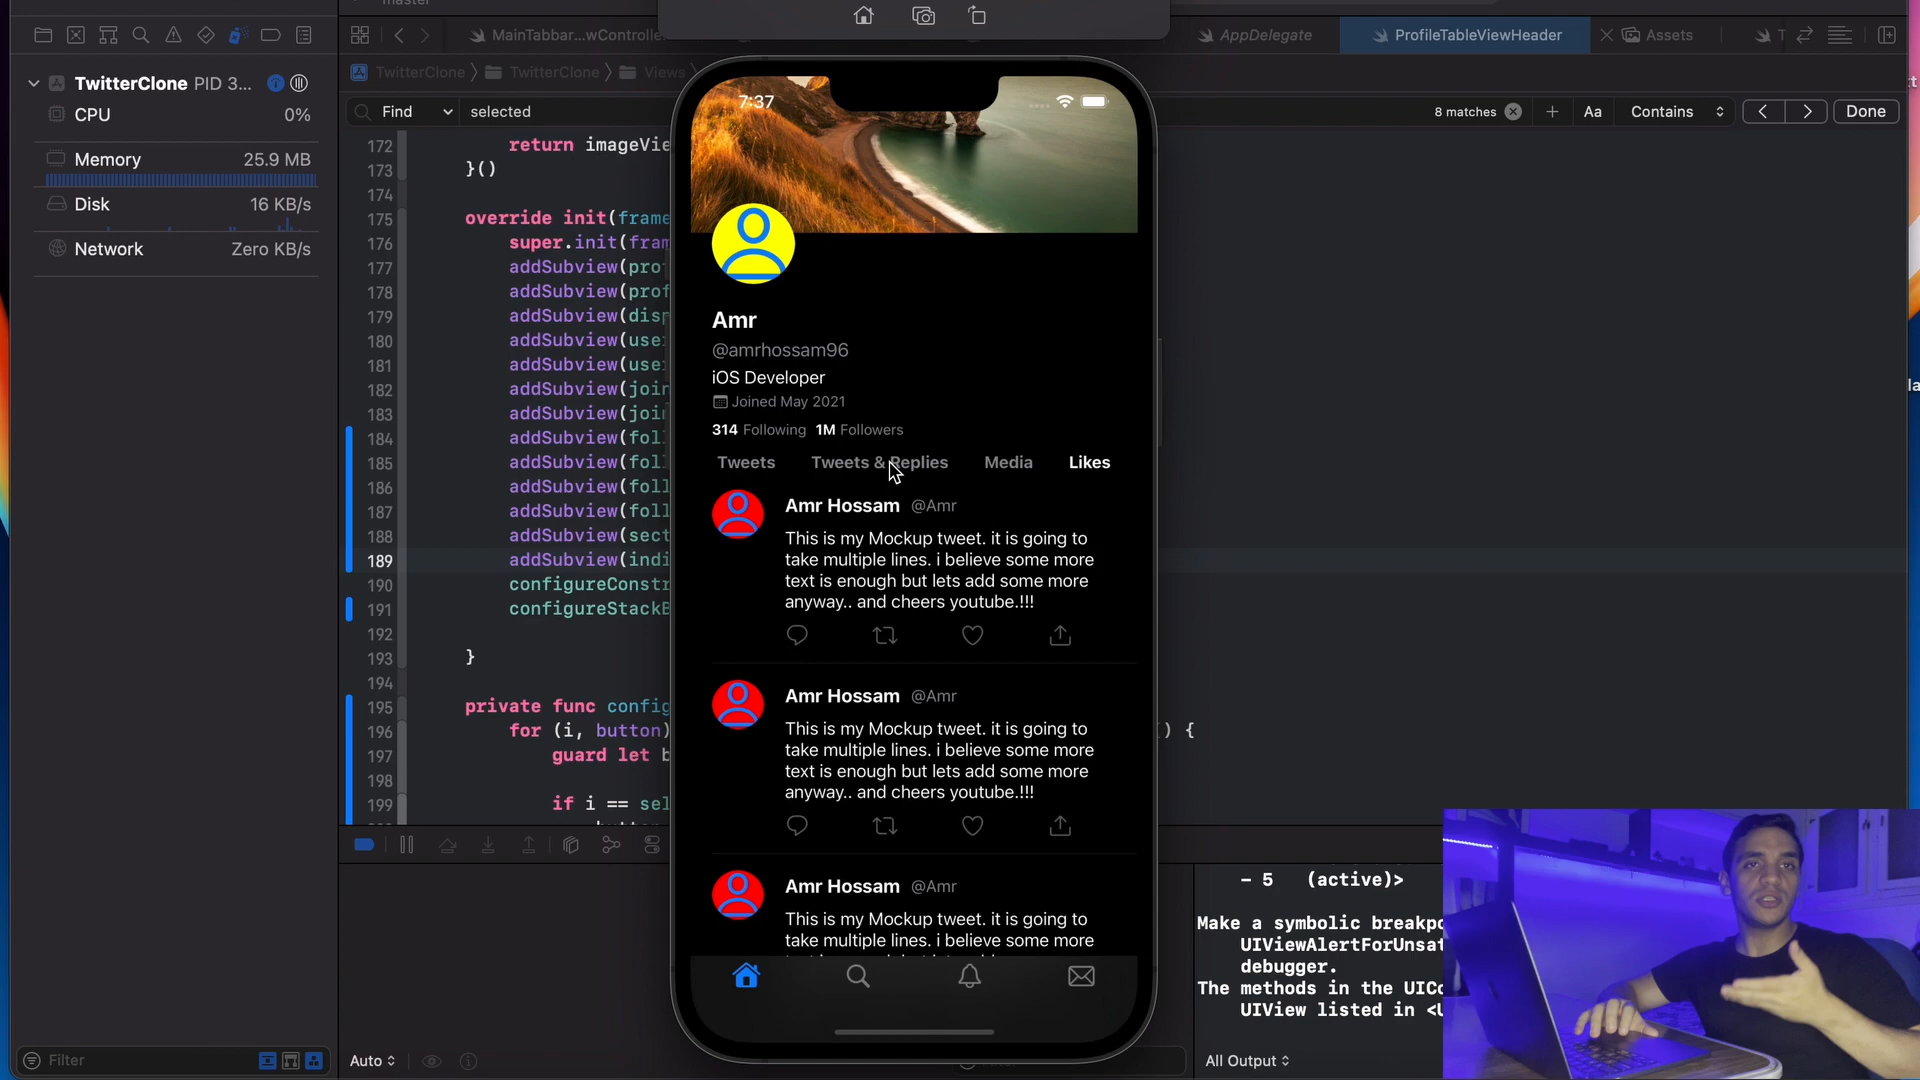 master
MainTabbar...wController
AppDelegate
ProfileTableViewHeader
Assets
T
TwitterClone PID 3...
TwitterClone
TwitterClone
Views
Find
selected
8 matches
Aa
Contains
Done
CPU 0%
Memory 25.9 MB
Disk 16 KB/s
Network Zero KB/s
172 return imageVie
173 }()
174
175 override init(frame
176 super.init(fram
177 addSubview(prof
178 addSubview(prof
179 addSubview(disp
180 addSubview(user
181 addSubview(user
182 addSubview(join
183 addSubview(join
184 addSubview(foll
185 addSubview(foll
186 addSubview(foll
187 addSubview(foll
188 addSubview(sect
189 addSubview(indi
190 configureConstr
191 configureStackB
192
193 }
194
195 private func config
196 for (i, button) ) {
197 guard let b
198
199 if i == sel
7:37
Amr
@amrhossam96
iOS Developer
Joined May 2021
314 Following 1M Followers
Tweets Tweets & Replies Media Likes
Amr Hossam @Amr
This is my Mockup tweet. it is going to
take multiple lines. i believe some more
text is enough but lets add some more
anyway.. and cheers youtube.!!!
Amr Hossam @Amr
This is my Mockup tweet. it is going to
take multiple lines. i believe some more
text is enough but lets add some more
anyway.. and cheers youtube.!!!
Amr Hossam @Amr
This is my Mockup tweet. it is going to
take multiple lines. i believe some more
- 5 (active)>
Make a symbolic breakpo
UIViewAlertForUnsat
debugger.
The methods in the UICo
UIView listed in <U
Filter
Auto
All Output